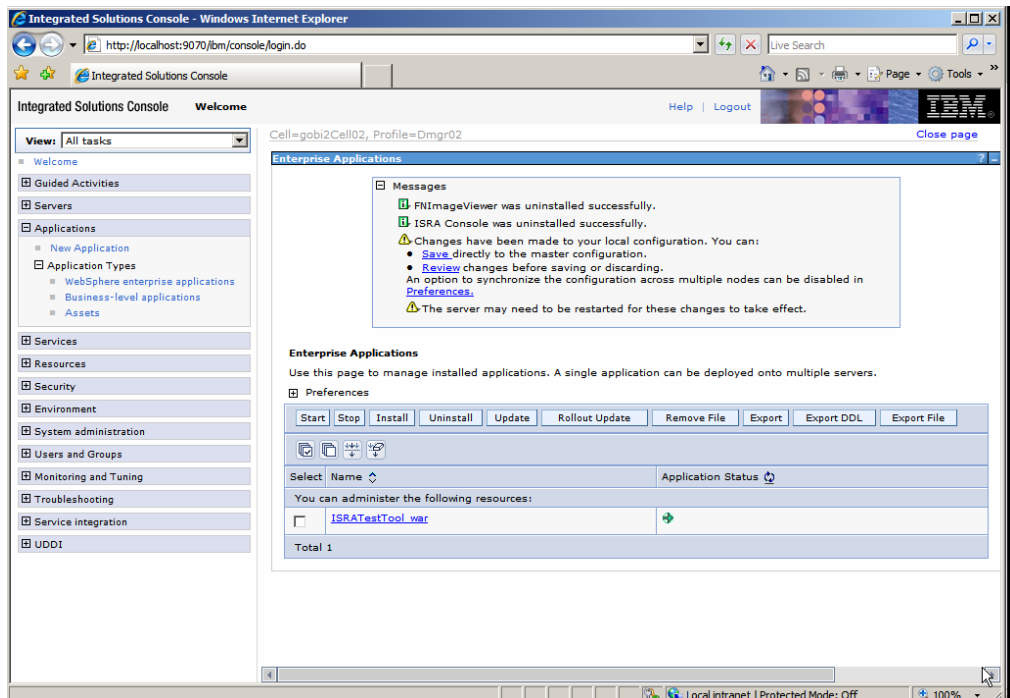 Integrated Solutions Console - Windows Internet Explorer
http://localhost:9070/ibm/console/login.do
Live Search
Integrated Solutions Console
Page
Tools
»
Integrated Solutions Console Welcome
Help | Logout
IBM
View: All tasks
Cell=gobi2Cell02, Profile=Dmgr02
Close page
Welcome
Guided Activities
Servers
Applications
New Application
Application Types
WebSphere enterprise applications
Business-level applications
Assets
Services
Resources
Security
Environment
System administration
Users and Groups
Monitoring and Tuning
Troubleshooting
Service integration
UDDI
Enterprise Applications
?
Messages
FNImageViewer was uninstalled successfully.
ISRA Console was uninstalled successfully.
Changes have been made to your local configuration. You can:
• Save directly to the master configuration.
• Review changes before saving or discarding.
An option to synchronize the configuration across multiple nodes can be disabled in
Preferences.
The server may need to be restarted for these changes to take effect.
Enterprise Applications
Use this page to manage installed applications. A single application can be deployed onto multiple servers.
Preferences
Start Stop Install Uninstall Update Rollout Update Remove File Export Export DDL Export File
Select Name Application Status
You can administer the following resources:
ISRATestTool war
Total 1
Local intranet | Protected Mode: Off
100%